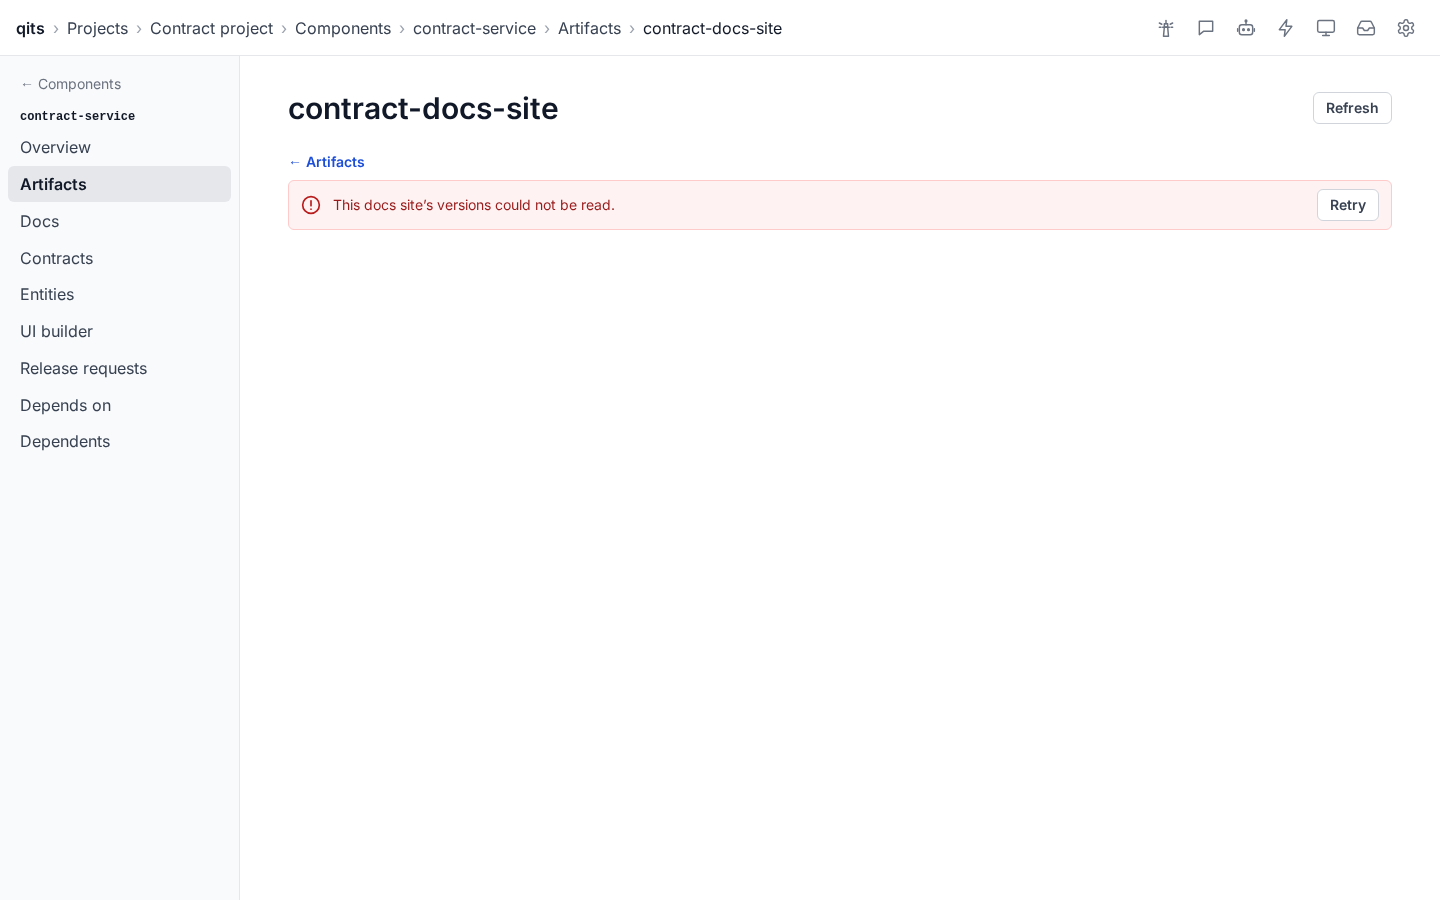 qits › Projects › Contract project › Components › contract-service › Artifacts › contract-docs-site
← Components
contract-service
Overview
Artifacts
Docs
Contracts
Entities
UI builder
Release requests
Depends on
Dependents
contract-docs-site
Refresh
← Artifacts
This docs site’s versions could not be read.
Retry